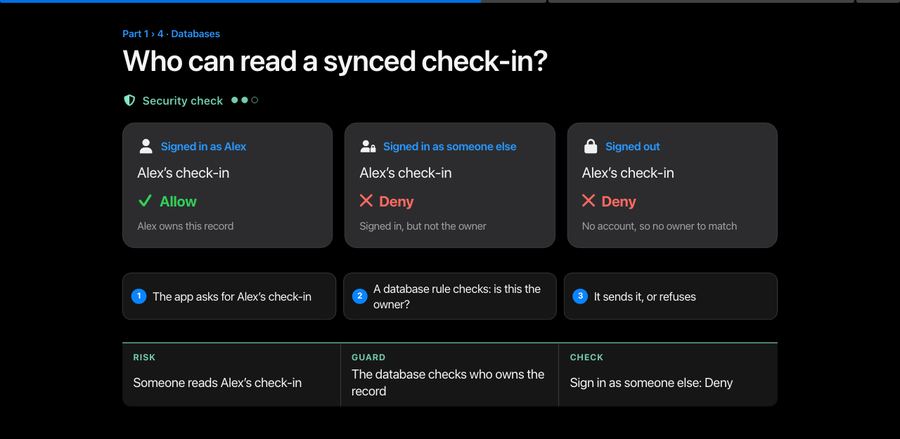 Part 1 › 4 · Databases
Who can read a synced check-in?
Security check
Signed in as Alex
Alex’s check-in
Allow
Alex owns this record
Signed in as someone else
Alex’s check-in
Deny
Signed in, but not the owner
Signed out
Alex’s check-in
Deny
No account, so no owner to match
1 The app asks for Alex’s check-in
2 A database rule checks: is this the
owner?
3 It sends it, or refuses
RISK
Someone reads Alex’s check-in
GUARD
The database checks who owns the
record
CHECK
Sign in as someone else: Deny